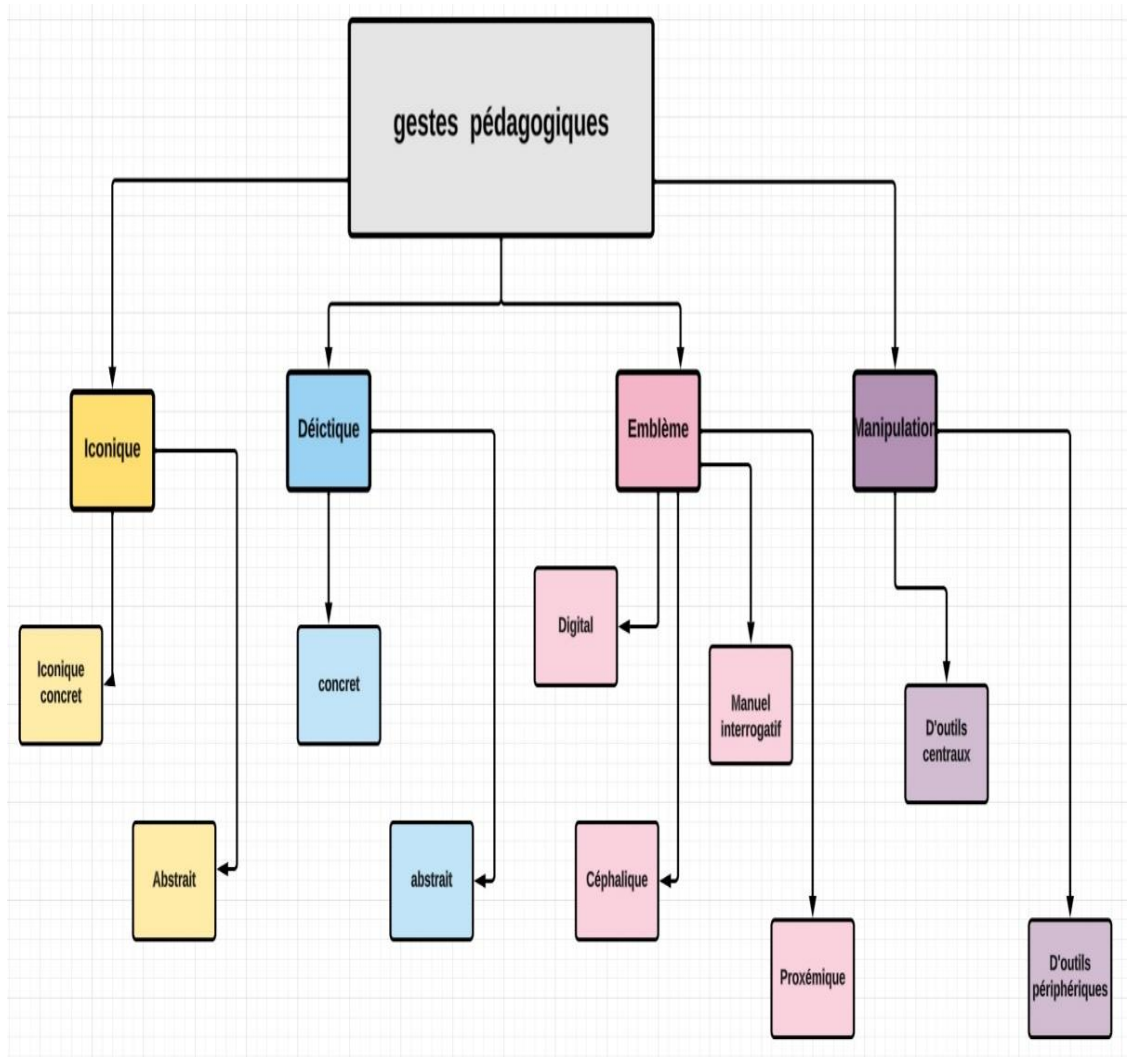 gestes pédagogiques
Iconique
Déictique
Emblème
Manipulation
Iconique
concret
concret
Digital
Manuel
interrogatif
D'outils
centraux
Abstrait
abstrait
Céphalique
Proxémique
D'outils
périphériques